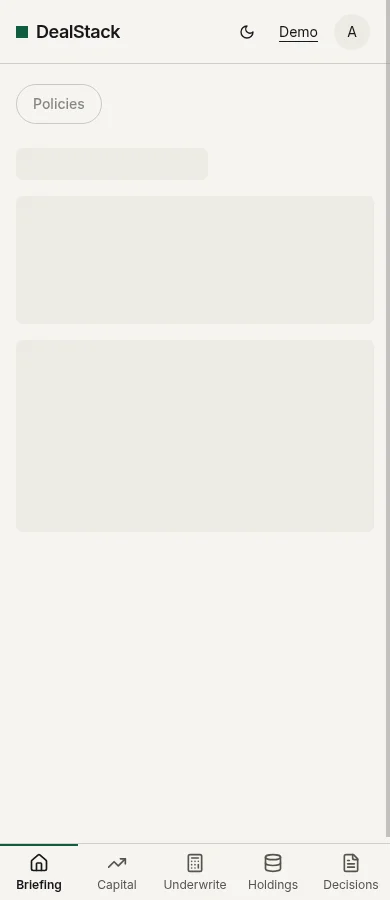 DealStack
Demo
A
Policies
Briefing
Capital
Underwrite
Holdings
Decisions